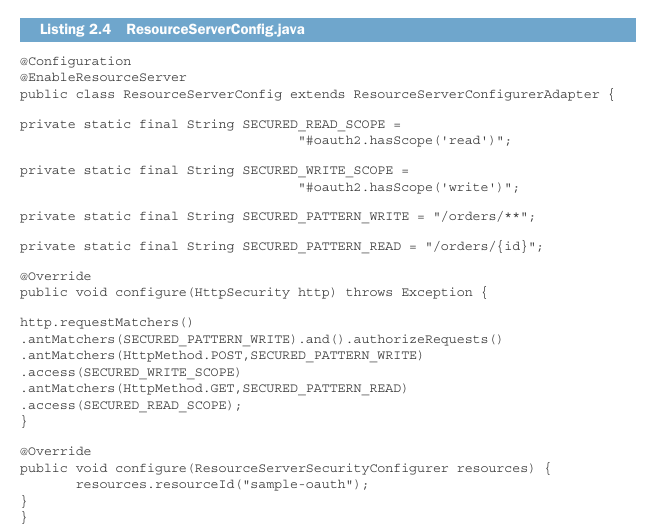 Listing 2.4 ResourceServerConfig.java
@Configuration
@EnableResourceServer
public class ResourceServerConfig extends ResourceServerConfigurerAdapter {
private static final String SECURED_READ_SCOPE =
"#oauth2.hasScope('read')";
private static final String SECURED_WRITE_SCOPE =
"#oauth2.hasScope('write')";
private static final String SECURED_PATTERN_WRITE = "/orders/**";
private static final String SECURED_PATTERN_READ = "/orders/{id}";
@Override
public void configure(HttpSecurity http) throws Exception {
http.requestMatchers()
.antMatchers(SECURED_PATTERN_WRITE).and().authorizeRequests()
.antMatchers(HttpMethod.POST,SECURED_PATTERN_WRITE)
.access(SECURED_WRITE_SCOPE)
.antMatchers(HttpMethod.GET,SECURED_PATTERN_READ)
.access(SECURED_READ_SCOPE);
}
@Override
public void configure(ResourceServerSecurityConfigurer resources) {
resources.resourceId("sample-oauth");
}
}